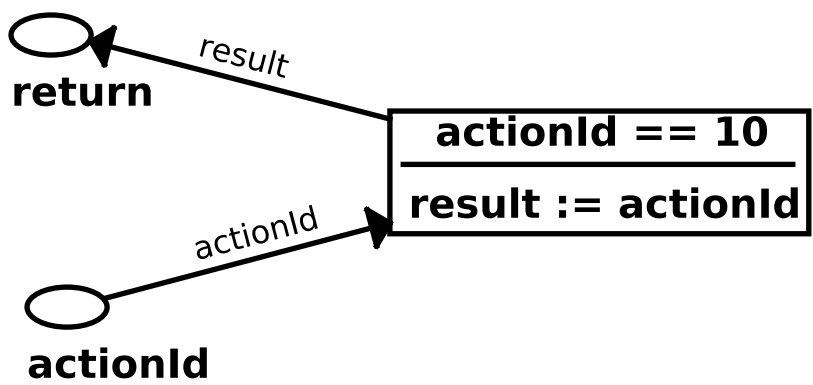 result
return
actionId == 10
result := actionId
actionId
actionId